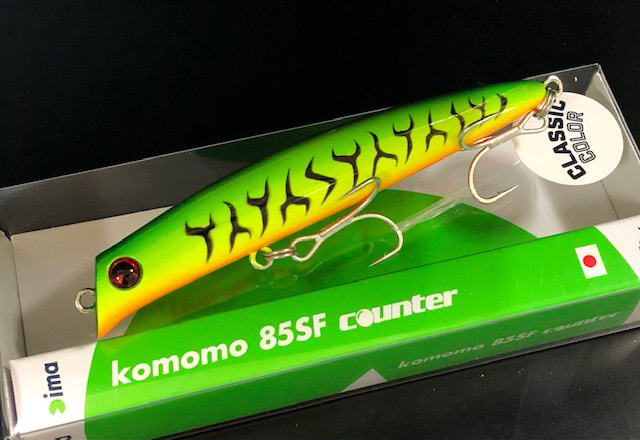 CLASSIC
COLOR
komomo 85SF counter
komomo 85SF counter
ima